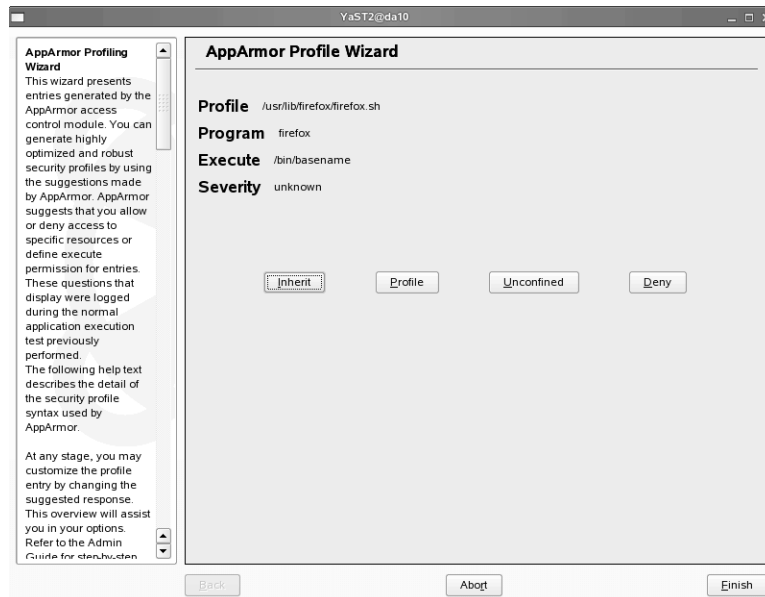 YaST2@da10
AppArmor Profiling
Wizard
This wizard presents
entries generated by the
AppArmor access
control module. You can
generate highly
optimized and robust
security profiles by using
the suggestions made
by AppArmor. AppArmor
suggests that you allow
or deny access to
specific resources or
define execute
permission for entries.
These questions that
display were logged
during the normal
application execution
test previously
performed.
The following help text
describes the detail of
the security profile
syntax used by
AppArmor.
At any stage, you may
customize the profile
entry by changing the
suggested response.
This overview will assist
you in your options.
Refer to the Admin
Guide for step-by-step
AppArmor Profile Wizard
Profile /usr/lib/firefox/firefox.sh
Program firefox
Execute /bin/basename
Severity unknown
Inherit Profile Unconfined Deny
Back Abort Finish